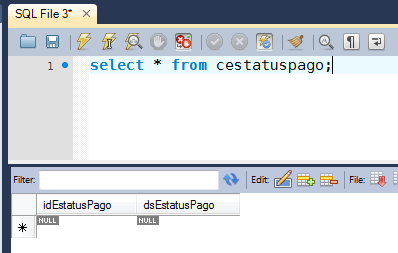 SQL File 3*
1 select * from cestatuspago;
Filter: Edit: File:
idEstatusPago dsEstatusPago
NULL NULL